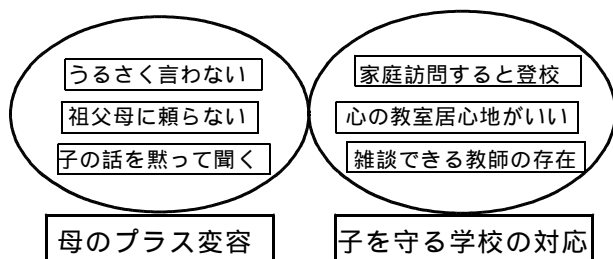 うるさく言わない
祖父母に頼らない
子の話を黙って聞く
母のプラス変容
家庭訪問すると登校
心の教室居心地がいい
雑談できる教師の存在
子を守る学校の対応